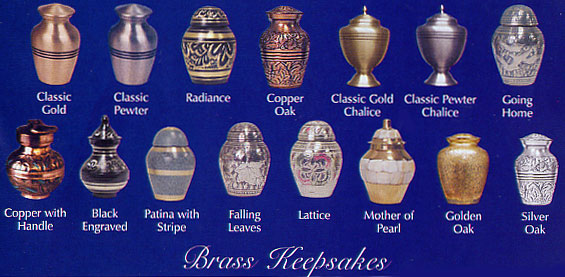 Classic
Gold
Classic
Pewter
Radiance
Copper
Oak
Classic Gold
Chalice
Classic Pewter
Chalice
Going
Home
Copper with
Handle
Black
Engraved
Patina with
Stripe
Falling
Leaves
Lattice
Mother of
Pearl
Golden
Oak
Silver
Oak
Brass Keepsakes